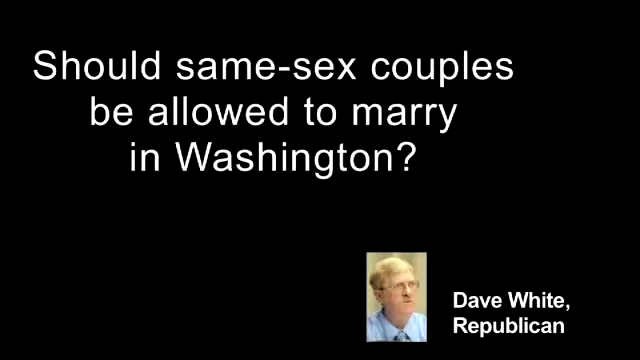 Should same-sex couples
be allowed to marry
in Washington?
Dave White,
Republican